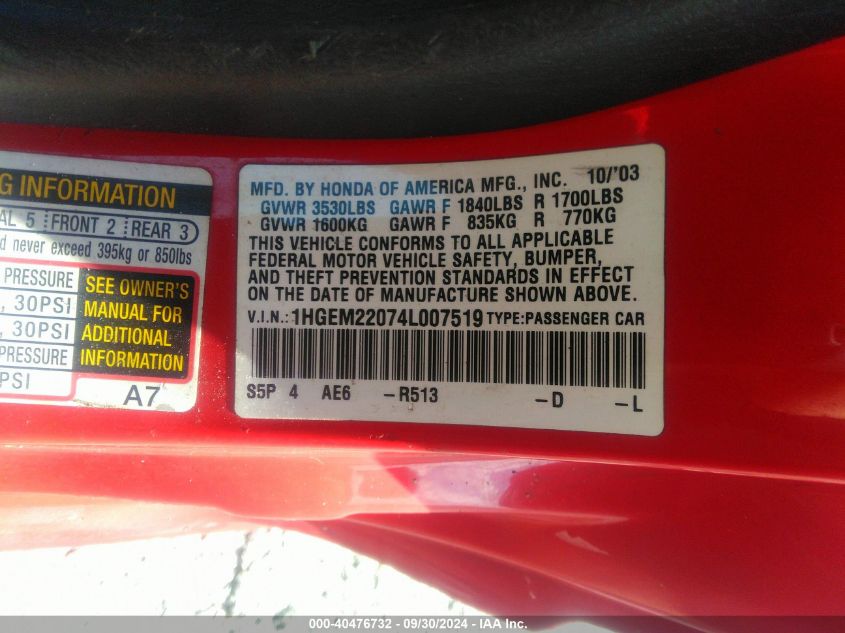 G INFORMATION
AL 5 FRONT 2 REAR 3
d never exceed 395kg or 850lbs
PRESSURE
, 30PSI
, 30PSI
PRESSURE
PSI
SEE OWNER'S
MANUAL FOR
ADDITIONAL
INFORMATION
A7
MFD. BY HONDA OF AMERICA MFG., INC. 10/'03
GVWR 3530LBS GAWR F 1840LBS R 1700LBS
GVWR 1600KG GAWR F 835KG R 770KG
THIS VEHICLE CONFORMS TO ALL APPLICABLE
FEDERAL MOTOR VEHICLE SAFETY, BUMPER,
AND THEFT PREVENTION STANDARDS IN EFFECT
ON THE DATE OF MANUFACTURE SHOWN ABOVE.
V.I.N.: 1HGEM22074L007519 TYPE:PASSENGER CAR
S5P 4 AE6 -R513 -D -L
000-40476732 - 09/30/2024 - IAA Inc.